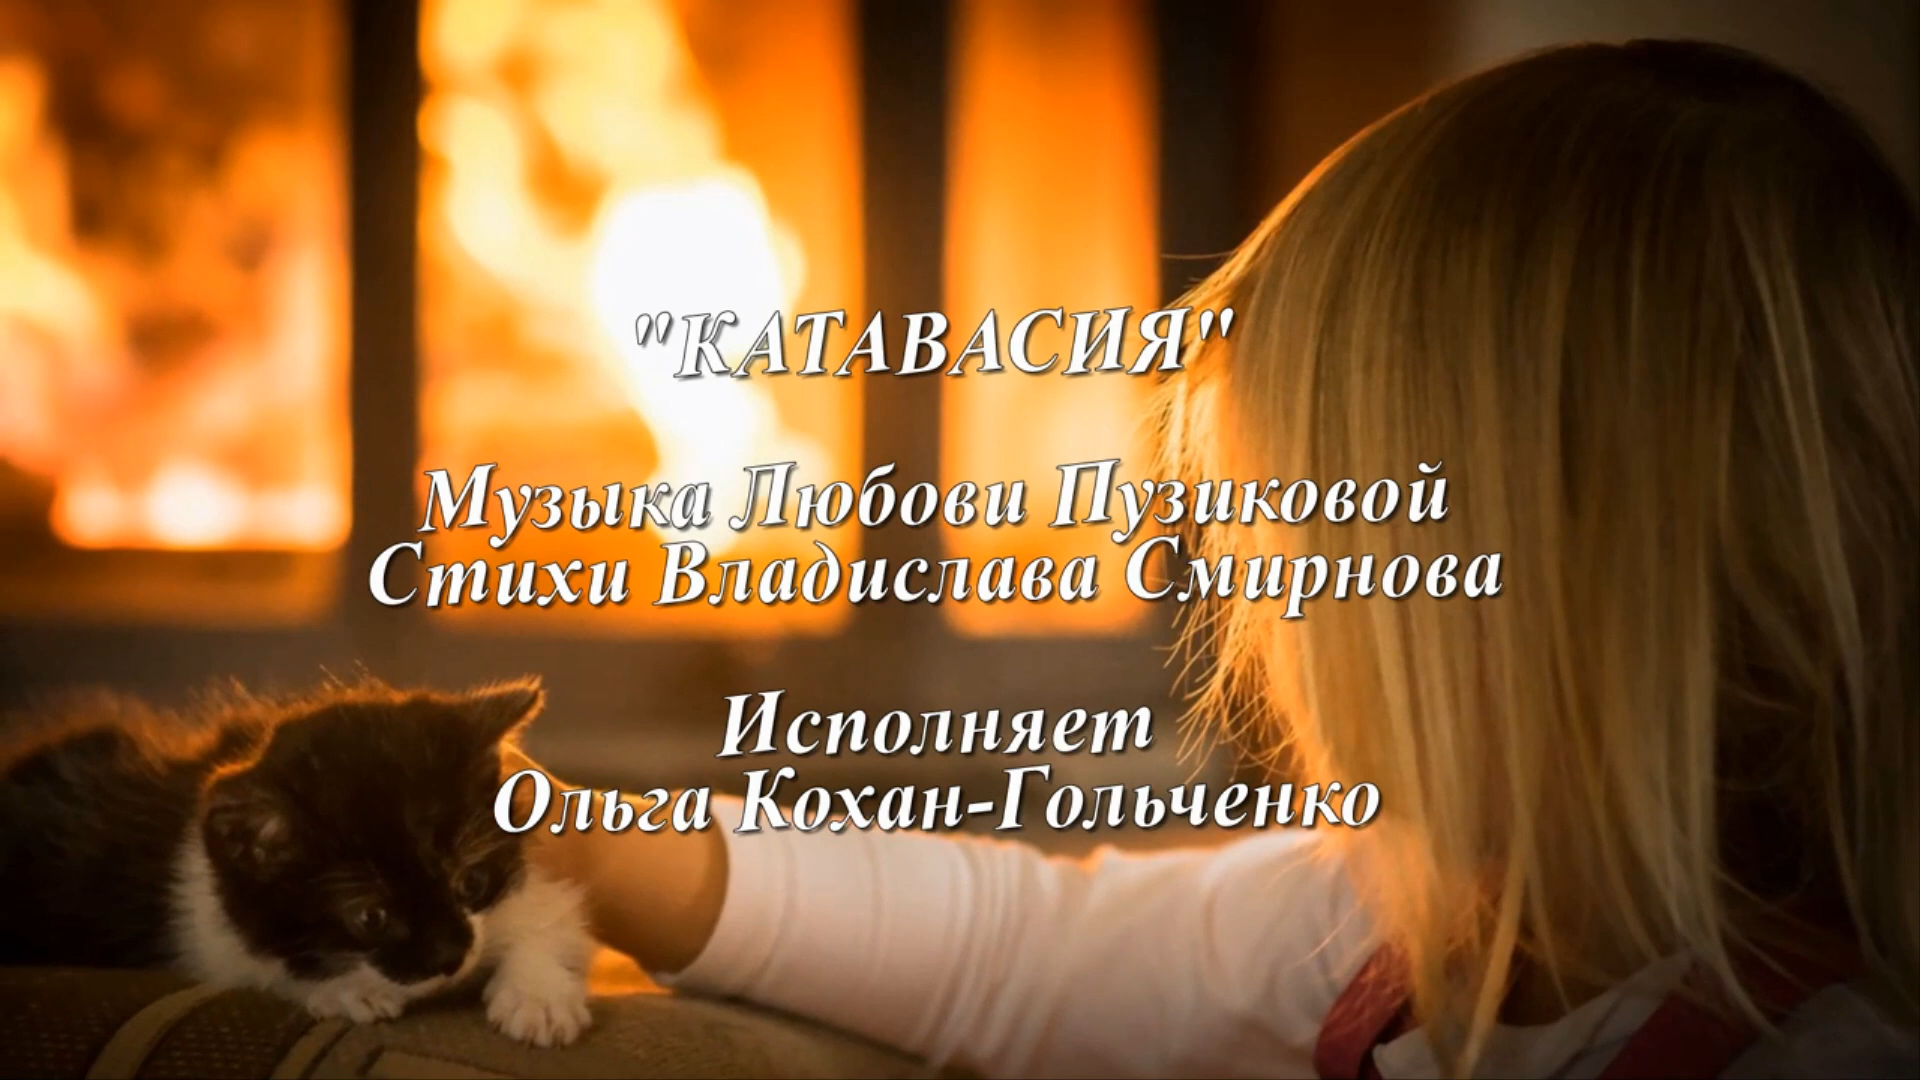 "КАТАВАСИЯ"
Музыка Любови Пузиковой
Стихи Владислава Смирнова
Исполняет
Ольга Кохан-Гольченко